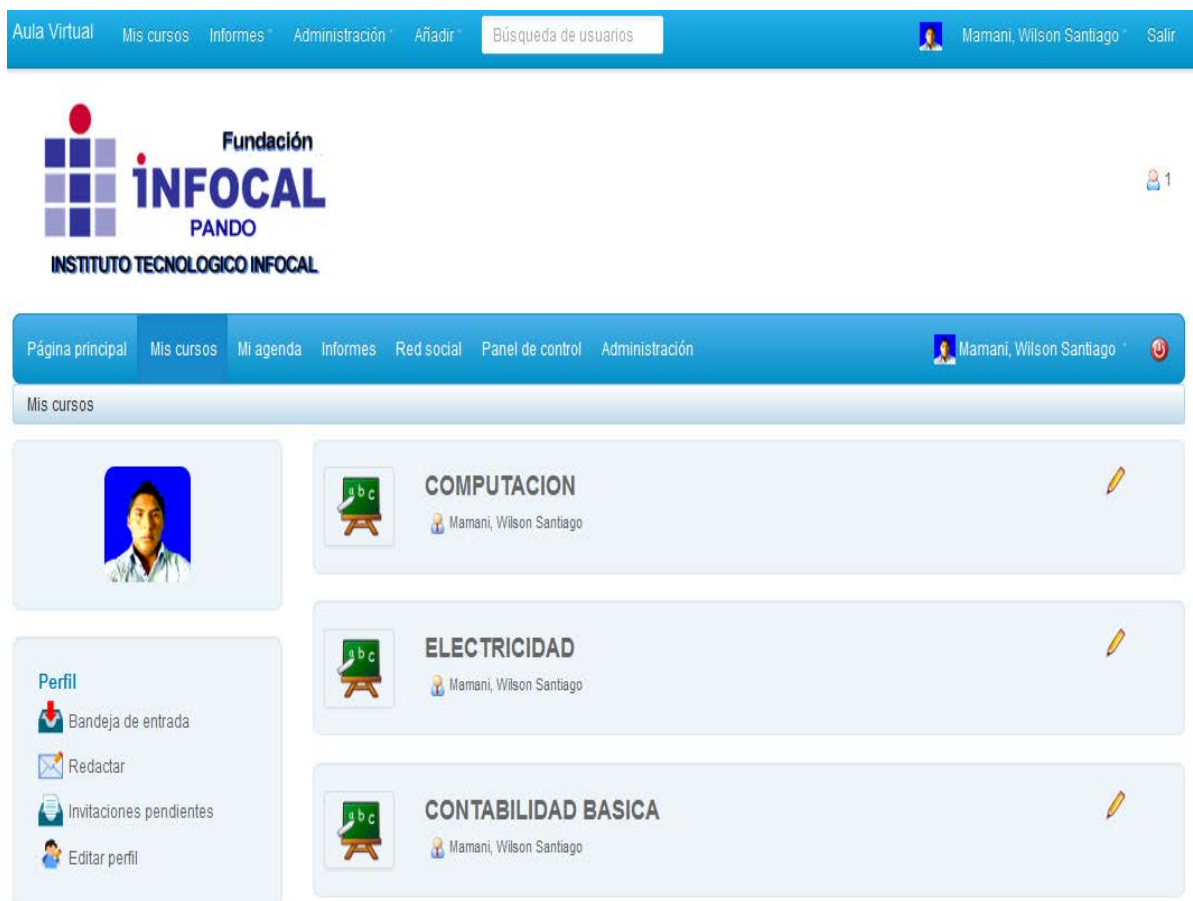 Aula Virtual Mis cursos Informes Administración Añadir Búsqueda de usuarios Mamani, Wilson Santiago Salir
Fundación
INFOCAL
PANDO
INSTITUTO TECNOLOGICO INFOCAL
1
Página principal Mis cursos Mi agenda Informes Red social Panel de control Administración Mamani, Wilson Santiago
Mis cursos
COMPUTACION
Mamani, Wilson Santiago
ELECTRICIDAD
Mamani, Wilson Santiago
CONTABILIDAD BASICA
Mamani, Wilson Santiago
Perfil
Bandeja de entrada
Redactar
Invitaciones pendientes
Editar perfil
a b c
a b c
a b c